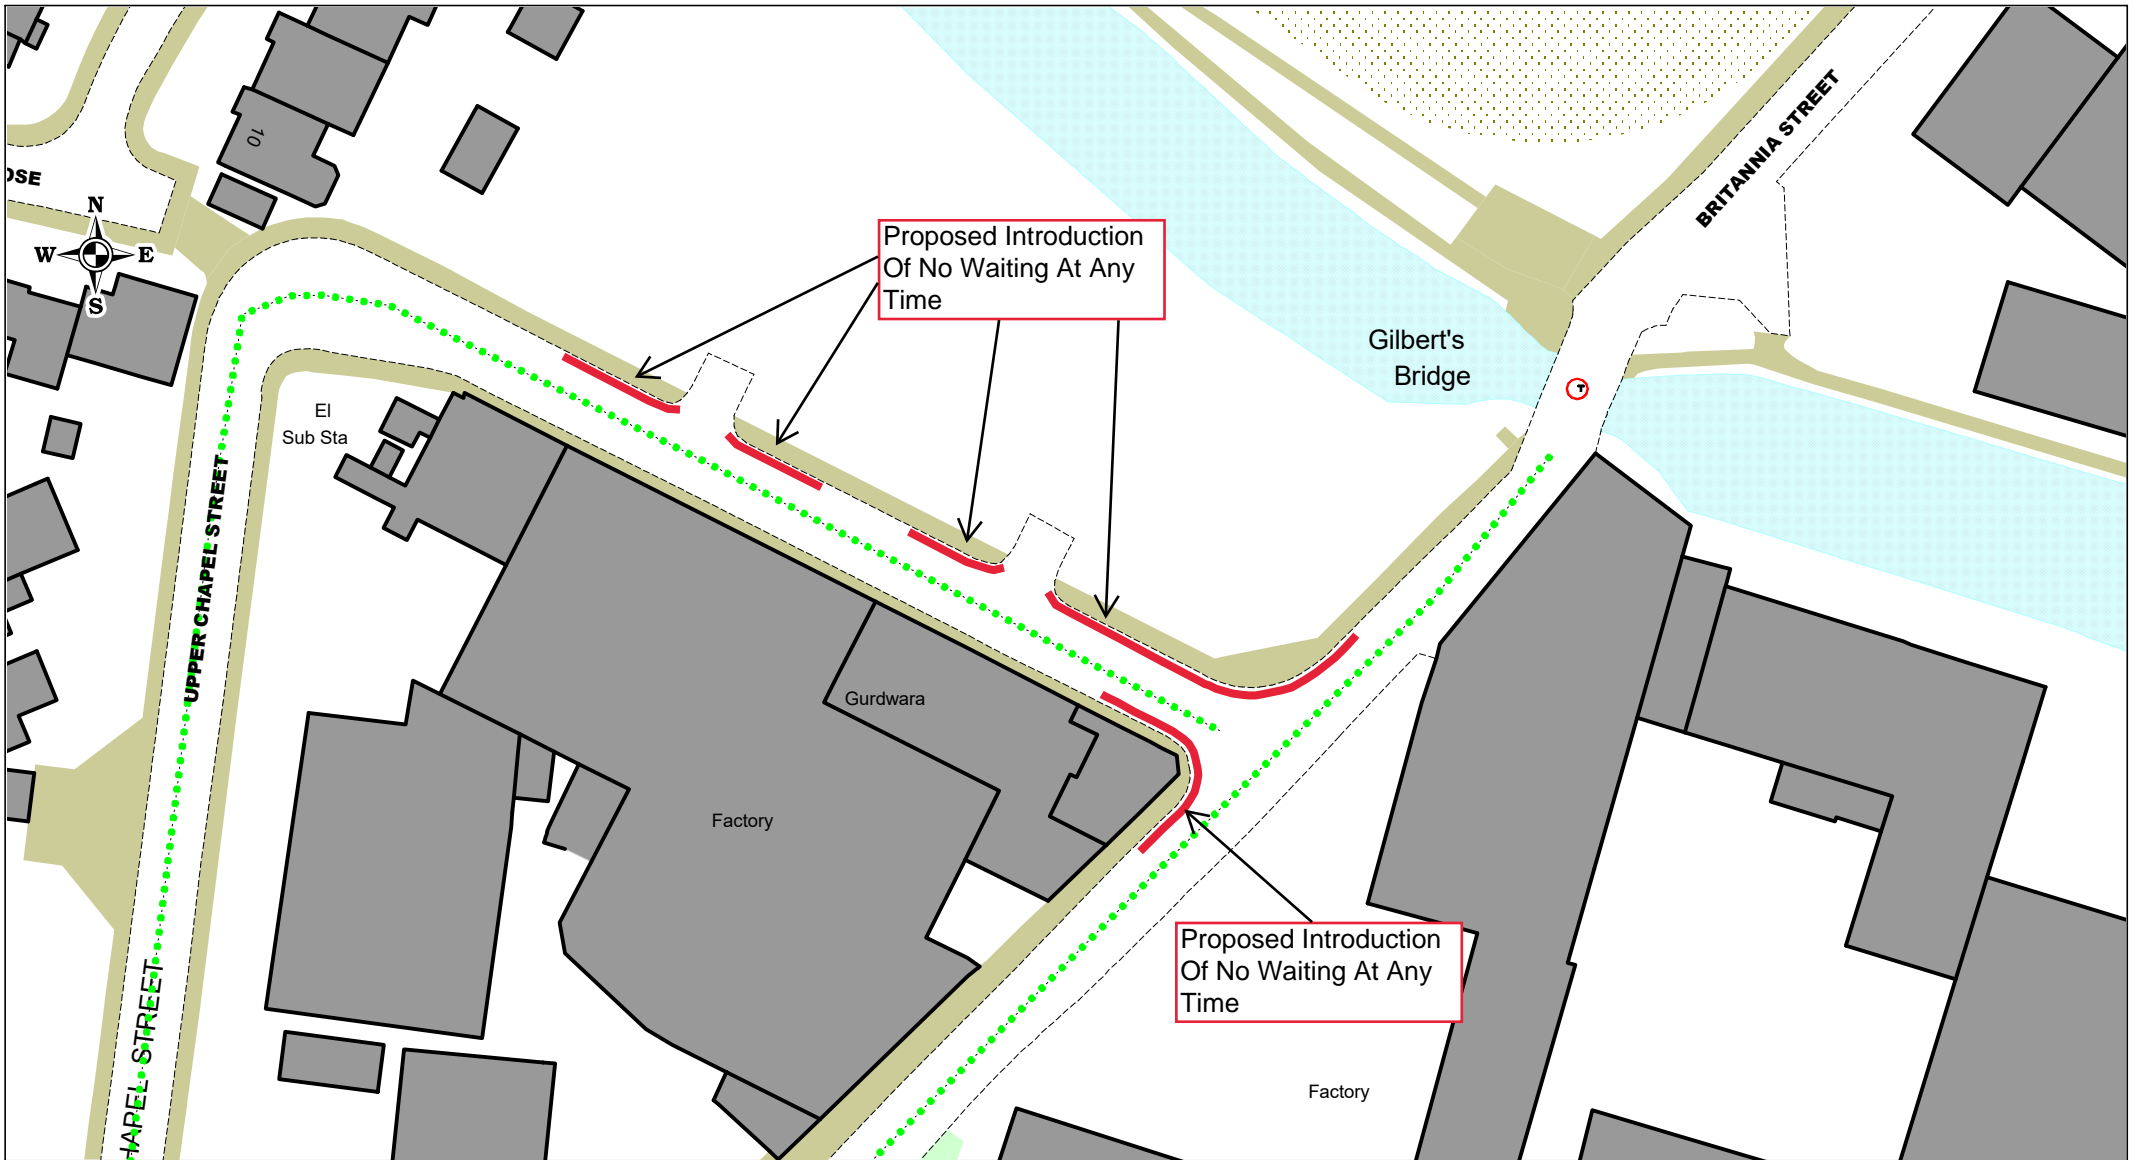 10
OSE
N
W E
S
BRITANNIA STREET
Proposed Introduction
Of No Waiting At Any
Time
Gilbert's
Bridge
T
El
Sub Sta
UPPER CHAPEL STREET
Gurdwara
Factory
Proposed Introduction
Of No Waiting At Any
Time
HAPEL STREET
Factory